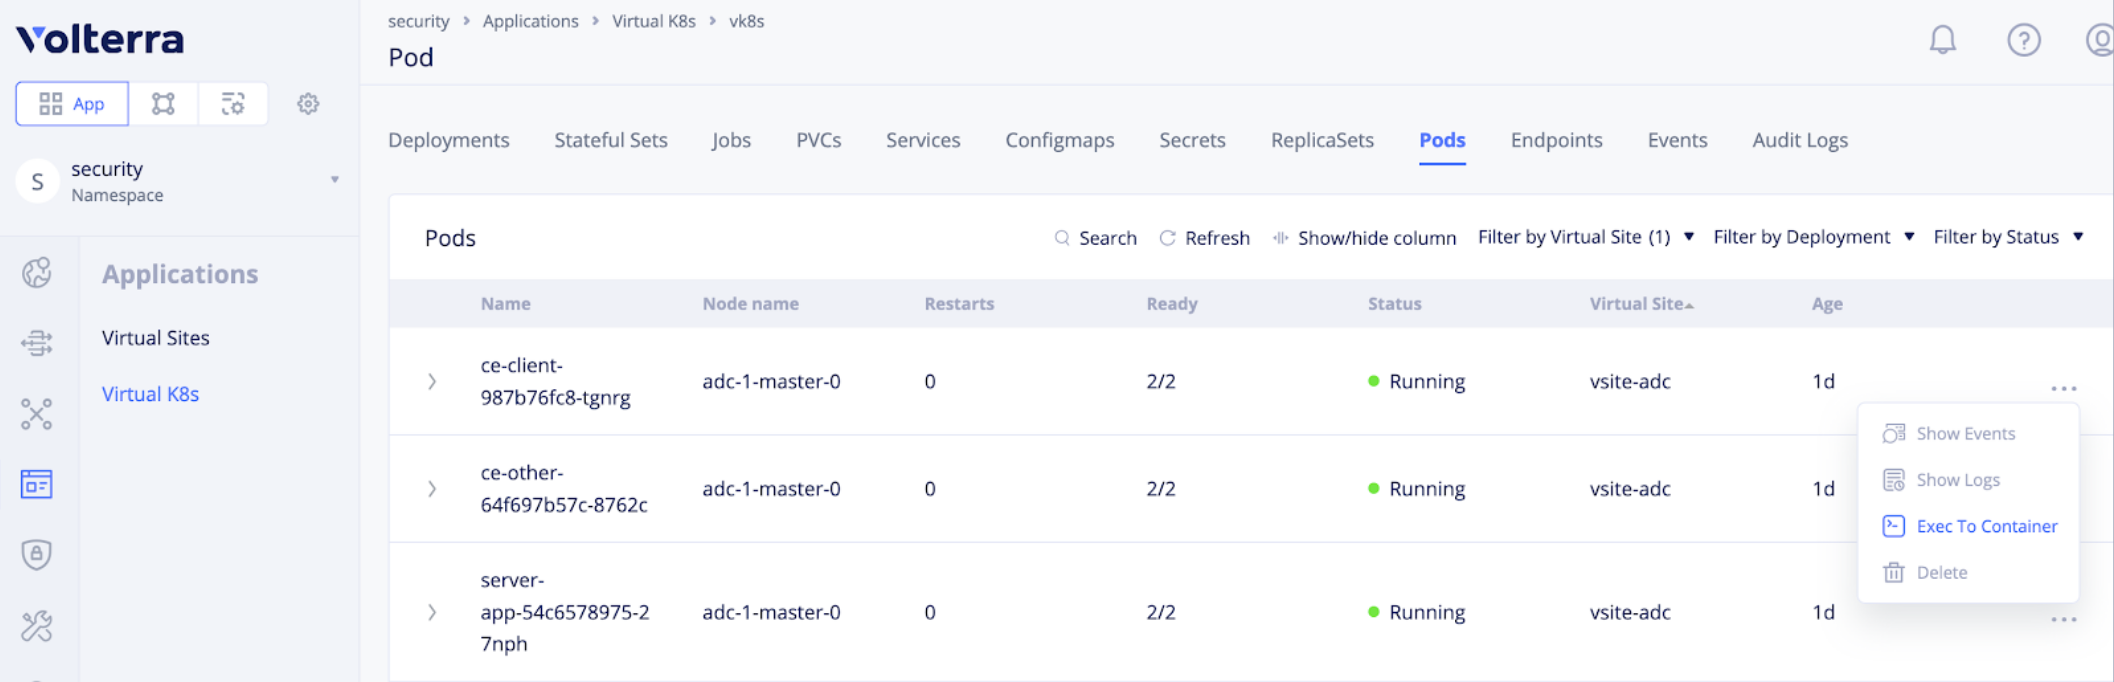 Volterra
security > Applications > Virtual K8s > vk8s
Pod
App
S
security
Namespace
Deployments Stateful Sets Jobs PVCs Services Configmaps Secrets ReplicaSets Pods Endpoints Events Audit Logs
Applications
Virtual Sites
Virtual K8s
Pods
Search Refresh Show/hide column Filter by Virtual Site (1) Filter by Deployment Filter by Status
Name Node name Restarts Ready Status Virtual Site Age
ce-client-
987b76fc8-tgnrg
adc-1-master-0 0 2/2 Running vsite-adc 1d
ce-other-
64f697b57c-8762c
adc-1-master-0 0 2/2 Running vsite-adc 1d
server-
app-54c6578975-2
7nph
adc-1-master-0 0 2/2 Running vsite-adc 1d
Show Events
Show Logs
Exec To Container
Delete